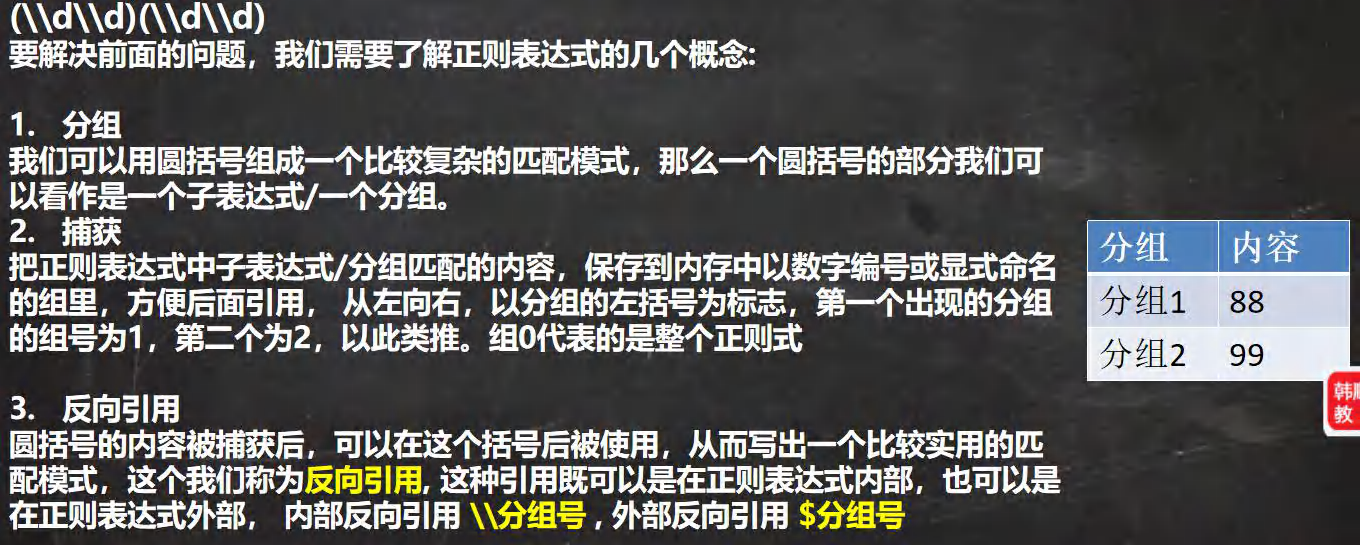 (\\d\\d)(\\d\\d)
要解决前面的问题，我们需要了解正则表达式的几个概念:
1. 分组
我们可以用圆括号组成一个比较复杂的匹配模式，那么一个圆括号的部分我们可
以看作是一个子表达式/一个分组。
2. 捕获
把正则表达式中子表达式/分组匹配的内容，保存到内存中以数字编号或显式命名
的组里，方便后面引用， 从左向右，以分组的左括号为标志，第一个出现的分组
的组号为1，第二个为2，以此类推。组0代表的是整个正则式
3. 反向引用
圆括号的内容被捕获后，可以在这个括号后被使用，从而写出一个比较实用的匹
配模式，这个我们称为反向引用, 这种引用既可以是在正则表达式内部，也可以是
在正则表达式外部， 内部反向引用 \\分组号 , 外部反向引用 $分组号
分组 内容
分组1 88
分组2 99
韩
教